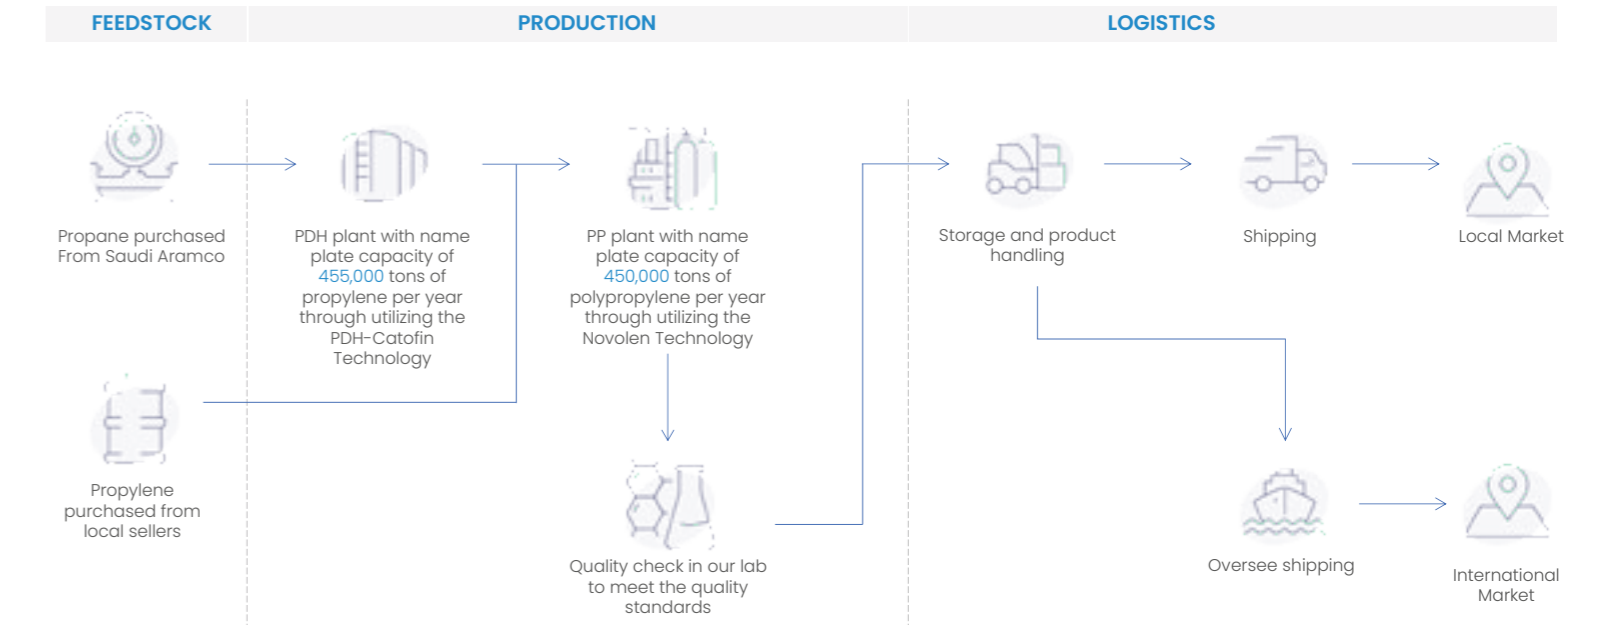 FEEDSTOCK
PRODUCTION
LOGISTICS
Propane purchased
From Saudi Aramco
PDH plant with name
plate capacity of
455,000 tons of
propylene per year
through utilizing the
PDH-Catofin
Technology
PP plant with name
plate capacity of
450,000 tons of
polypropylene per year
through utilizing the
Novolen Technology
Storage and product
handling
Shipping
Local Market
Propylene
purchased from
local sellers
Quality check in our lab
to meet the quality
standards
Oversee shipping
International
Market